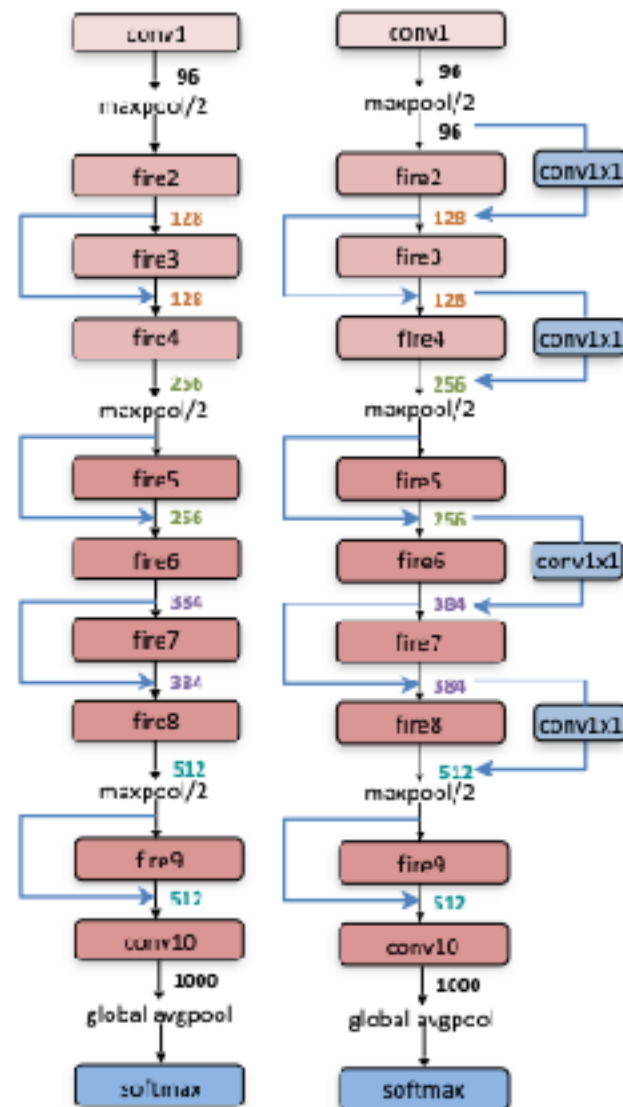 conv1
96
maxpool/2
fire2
128
fire3
128
fire4
256
maxpool/2
fire5
256
fire6
384
fire7
384
fire8
512
maxpool/2
fire9
512
conv10
1000
global avgpool
softmax
conv1
96
maxpool/2
96
conv1x1
fire2
128
fire3
128
conv1x1
fire4
256
maxpool/2
fire5
256
conv1x1
fire6
384
fire7
384
conv1x1
fire8
512
maxpool/2
fire9
512
conv10
1000
global avgpool
softmax